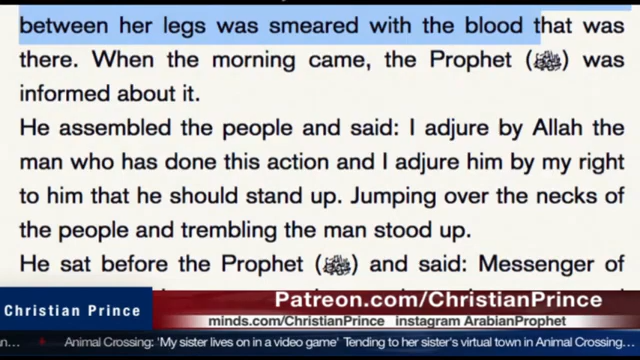 between her legs was smeared with the blood that was
there. When the morning came, the Prophet (ﷺ) was
informed about it.
He assembled the people and said: I adjure by Allah the
man who has done this action and I adjure him by my right
to him that he should stand up. Jumping over the necks of
the people and trembling the man stood up.
He sat before the Prophet (ﷺ) and said: Messenger of
Christian Prince
Patreon.com/ChristianPrince
minds.com/ChristianPrince instagram ArabianProphet
Animal Crossing: 'My sister lives on in a video game' Tending to her sister's virtual town in Animal Crossing...